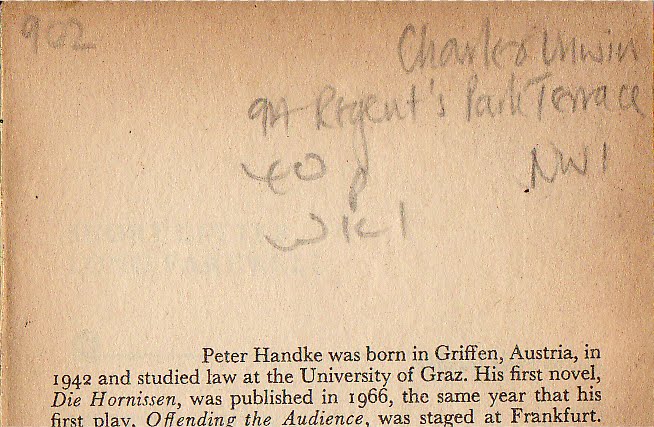 902
Charles Unwin
Regent's Park Terrace
NW1
40
p
Peter Handke was born in Griffen, Austria, in
1942 and studied law at the University of Graz. His first novel,
Die Hornissen, was published in 1966, the same year that his
first play, Offending the Audience, was staged at Frankfurt.